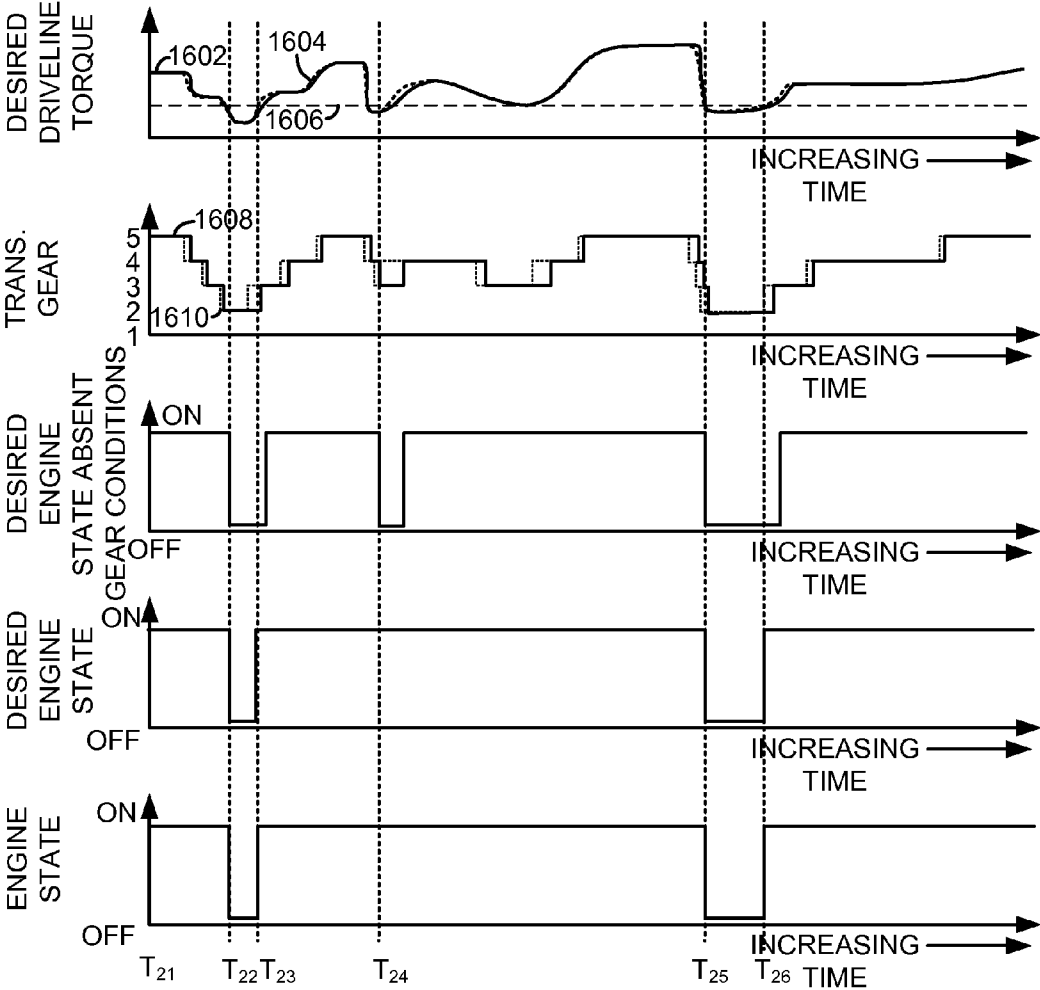 DESIRED
DRIVELINE
TORQUE
1602
1604
1606
INCREASING
TIME
TRANS.
GEAR
5
4
3
2
1
1608
1610
INCREASING
TIME
DESIRED
ENGINE
STATE ABSENT
GEAR CONDITIONS
ON
OFF
INCREASING
TIME
DESIRED
ENGINE
STATE
ON
OFF
INCREASING
TIME
ENGINE
STATE
ON
OFF
INCREASING
TIME
T21 T22 T23 T24 T25 T26